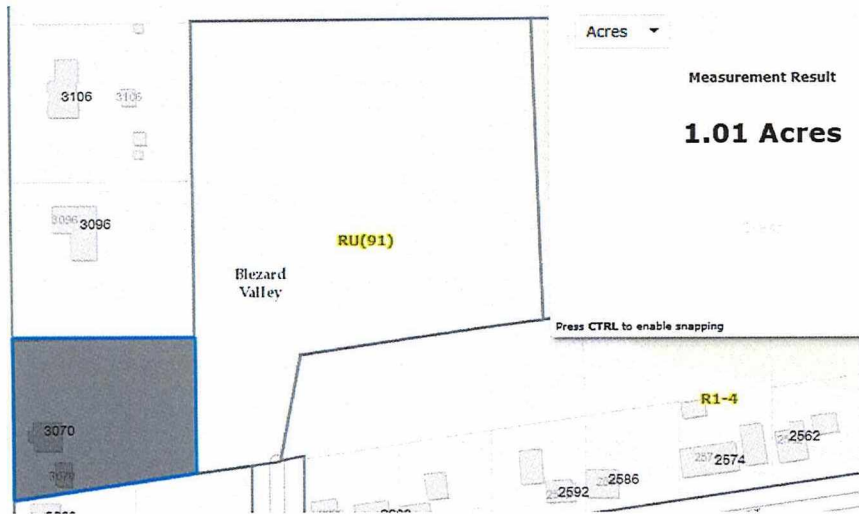 Acres
Measurement Result
1.01 Acres
3106
3106
3096 3096
RU(91)
Blezard
Valley
Press CTRL to enable snapping
R1-4
3070
3070
2562
2574
2586
2592